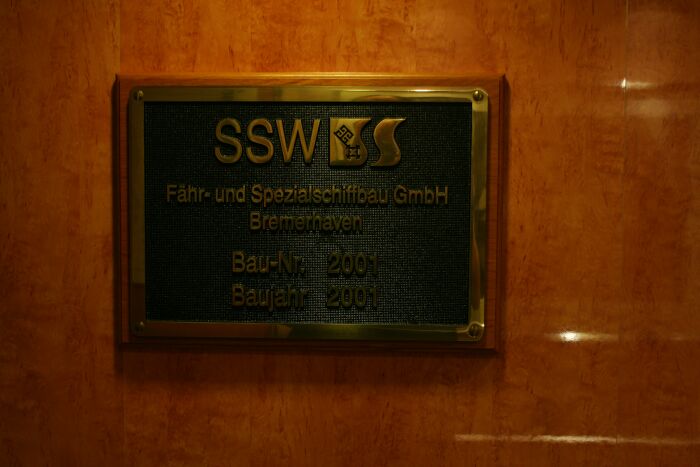 SSW
Fähr- und Spezialschiffbau GmbH
Bremerhaven
Bau-Nr. 2001
Baujahr 2001